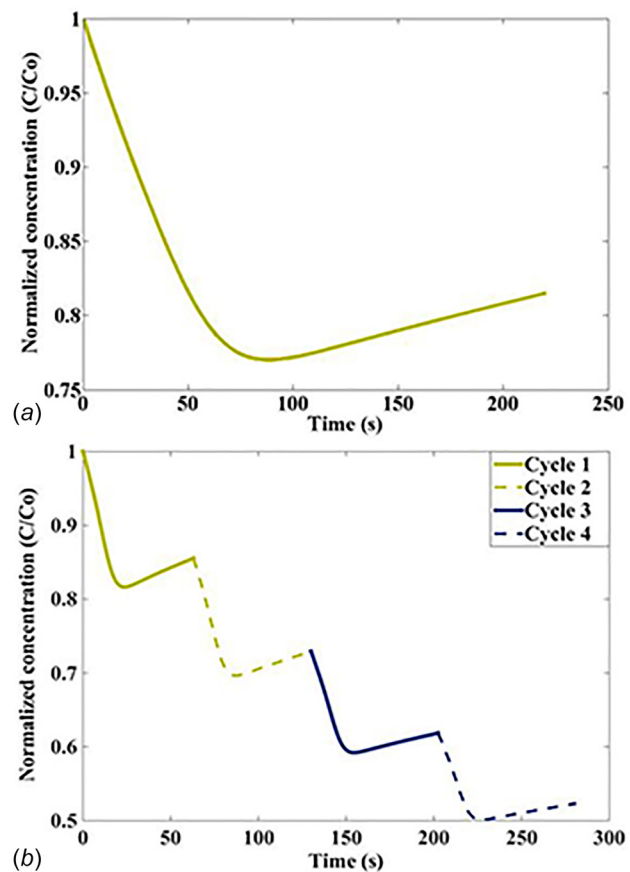 1
0.95
0.9
0.85
0.8
0.75
0
50
100
150
200
250
Normalized concentration (C/Co)
Time (s)
(a)
1
0.9
0.8
0.7
0.6
0.5
0
50
100
150
200
250
300
Normalized concentration (C/Co)
Time (s)
Cycle 1
Cycle 2
Cycle 3
Cycle 4
(b)